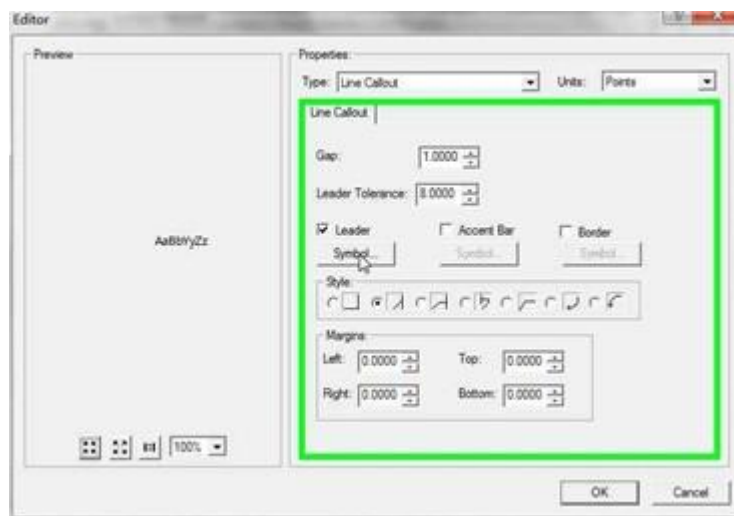 Editor
Preview
AaBbYyZz
100%
Properties:
Type: Line Callout Units: Points
Line Callout
Gap: 1.0000
Leader Tolerance: 8.0000
Leader Accent Bar Border
Symbol... Symbol... Symbol...
Style:
Margins
Left: 0.0000 Top: 0.0000
Right: 0.0000 Bottom: 0.0000
OK Cancel